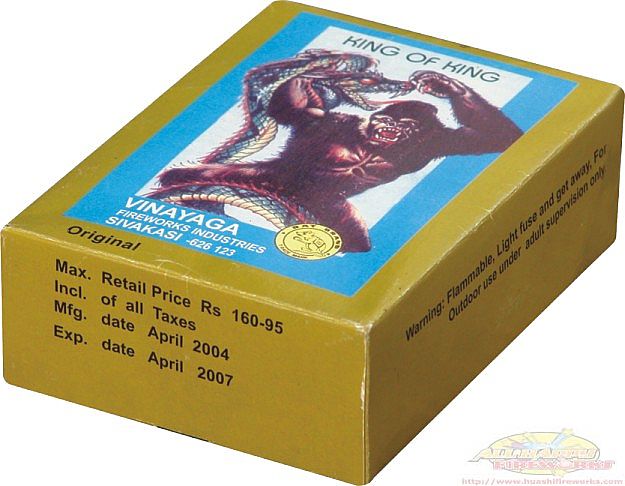 KING OF KING
VINAYAGA
FIREWORKS INDUSTRIES
SIVAKASI -626 123
Original
Max. Retail Price Rs 160-95
Incl. of all Taxes
Mfg. date April 2004
Exp. date April 2007
Warning: Flammable, Light fuse and get away, For
Outdoor use under adult supervision only.
FIREWORKS
http://www.huashifireworks.com